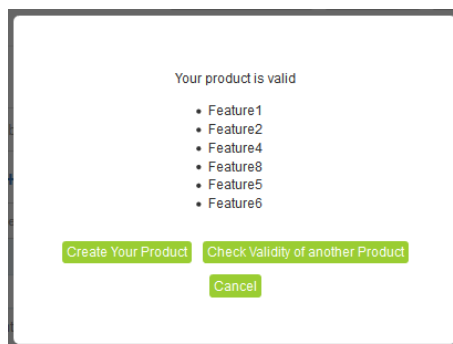 Your product is valid
• Feature1
• Feature2
• Feature4
• Feature8
• Feature5
• Feature6
Create Your Product Check Validity of another Product
Cancel